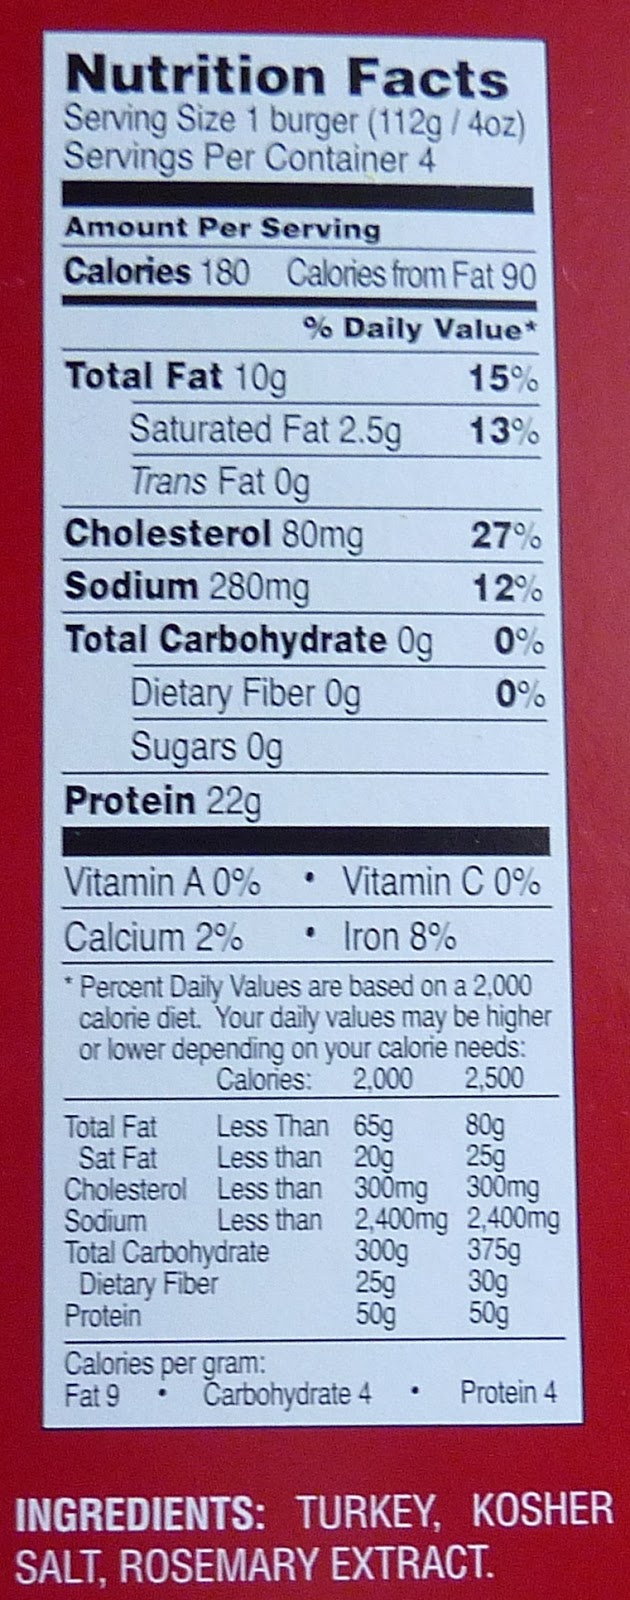 Nutrition Facts
Serving Size 1 burger (112g / 4oz)
Servings Per Container 4
Amount Per Serving
Calories 180 Calories from Fat 90
% Daily Value*
Total Fat 10g 15%
Saturated Fat 2.5g 13%
Trans Fat 0g
Cholesterol 80mg 27%
Sodium 280mg 12%
Total Carbohydrate 0g 0%
Dietary Fiber 0g 0%
Sugars 0g
Protein 22g
Vitamin A 0% • Vitamin C 0%
Calcium 2% • Iron 8%
* Percent Daily Values are based on a 2,000
calorie diet. Your daily values may be higher
or lower depending on your calorie needs:
Calories: 2,000 2,500
Total Fat Less Than 65g 80g
Sat Fat Less than 20g 25g
Cholesterol Less than 300mg 300mg
Sodium Less than 2,400mg 2,400mg
Total Carbohydrate 300g 375g
Dietary Fiber 25g 30g
Protein 50g 50g
Calories per gram:
Fat 9 • Carbohydrate 4 • Protein 4
INGREDIENTS: TURKEY, KOSHER
SALT, ROSEMARY EXTRACT.